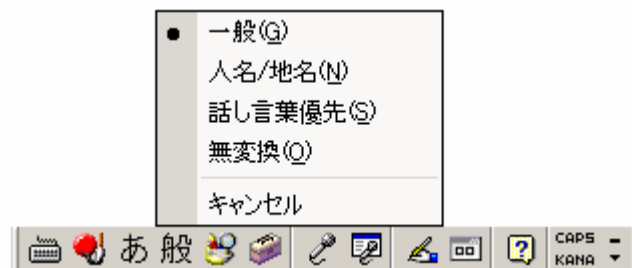 一般(G)
人名/地名(N)
話し言葉優先(S)
無変換(O)
キャンセル
あ 般 CAPS
KANA